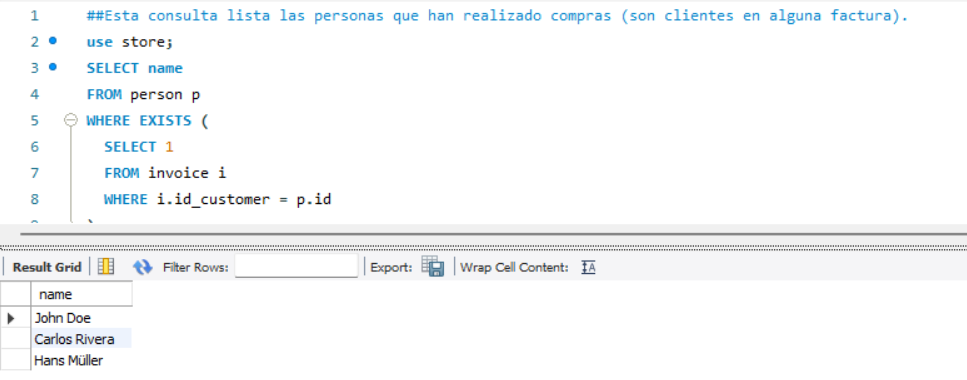 1 ##Esta consulta lista las personas que han realizado compras (son clientes en alguna factura).
2 use store;
3 SELECT name
4 FROM person p
5 WHERE EXISTS (
6 SELECT 1
7 FROM invoice i
8 WHERE i.id_customer = p.id
Result Grid Filter Rows: Export: Wrap Cell Content:
name
John Doe
Carlos Rivera
Hans Müller